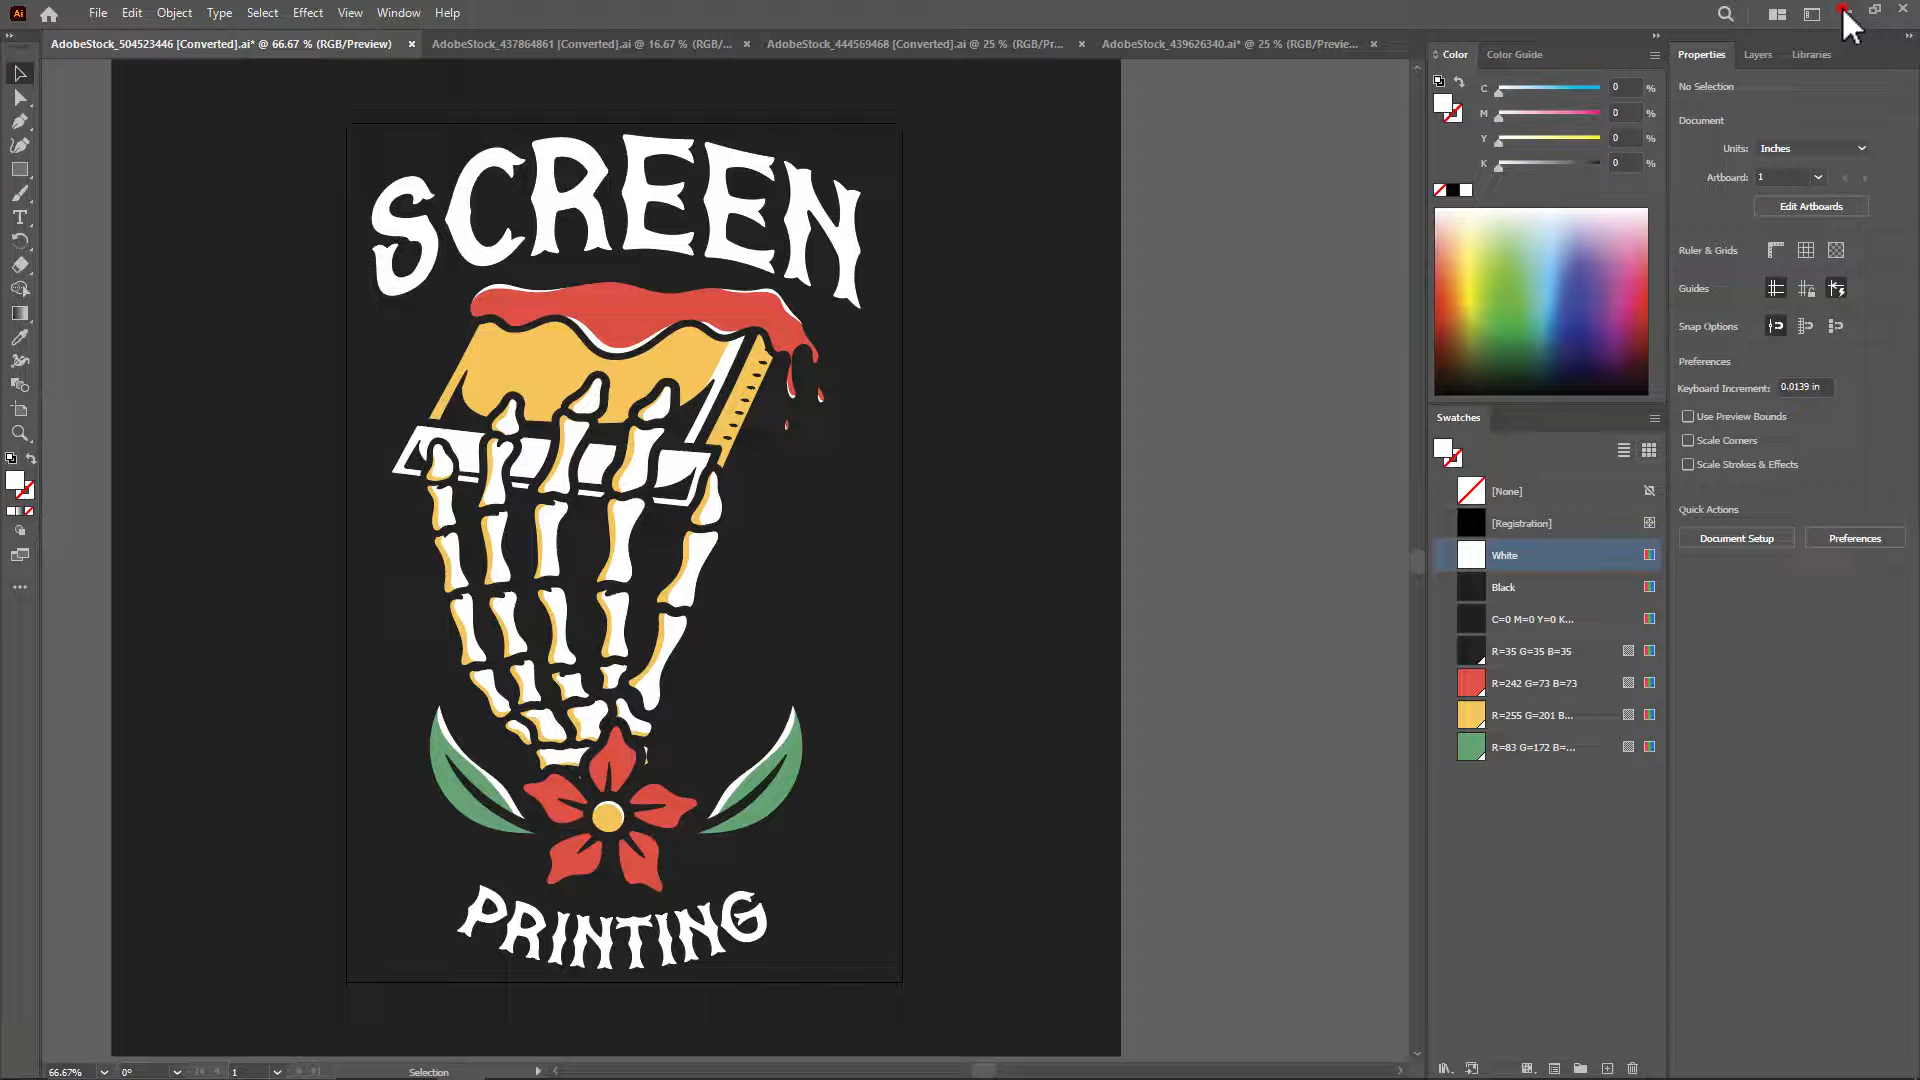 Ai
File Edit Object Type Select Effect View Window Help
AdobeStock_504523446 [Converted].ai* @ 66.67 % (RGB/Preview) ×
AdobeStock_437864861 [Converted].ai @ 16.67 % (RGB/... ×
AdobeStock_444569468 [Converted].ai @ 25 % (RGB/Pr... ×
AdobeStock_439626340.ai* @ 25 % (RGB/Previe... ×
SCREEN
PRINTING
Color Color Guide
C 0 %
M 0 %
Y 0 %
K 0 %
Swatches
[None]
[Registration]
White
Black
C=0 M=0 Y=0 K...
R=35 G=35 B=35
R=242 G=73 B=73
R=255 G=201 B...
R=83 G=172 B=...
Properties Layers Libraries
No Selection
Document
Units: Inches
Artboard: 1
Edit Artboards
Ruler & Grids
Guides
Snap Options
Preferences
Keyboard Increment: 0.0139 in
Use Preview Bounds
Scale Corners
Scale Strokes & Effects
Quick Actions
Document Setup Preferences
66.67% 0° 1 Selection